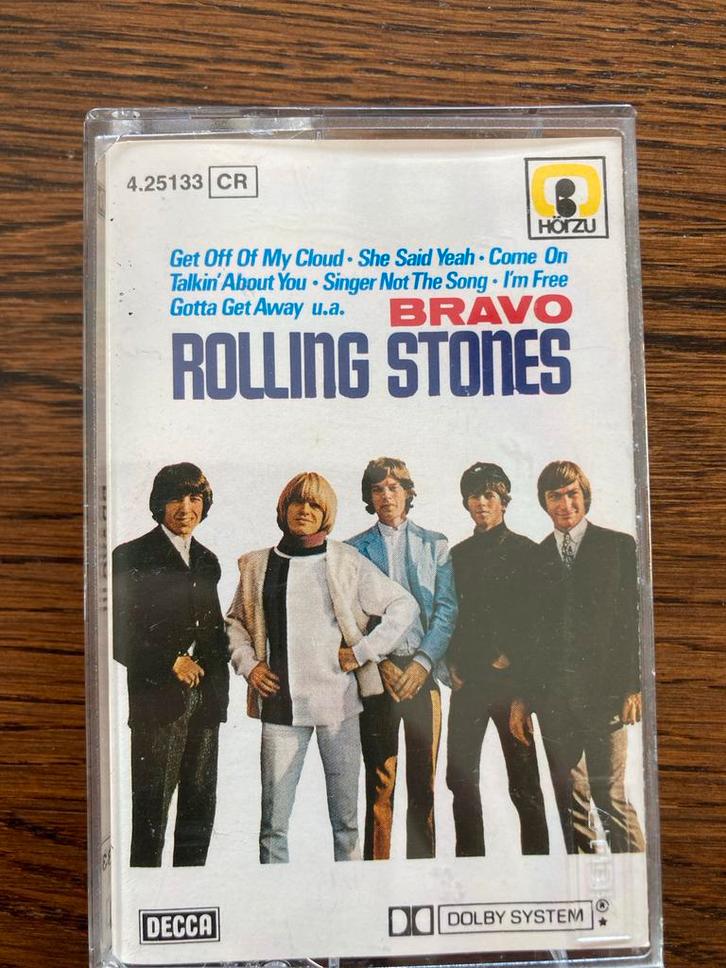 4.25133 CR
HÖRZU
Get Off Of My Cloud • She Said Yeah • Come On
Talkin' About You • Singer Not The Song • I'm Free
Gotta Get Away u.a.
BRAVO
ROLLING STONES
DECCA
DOLBY SYSTEM ®